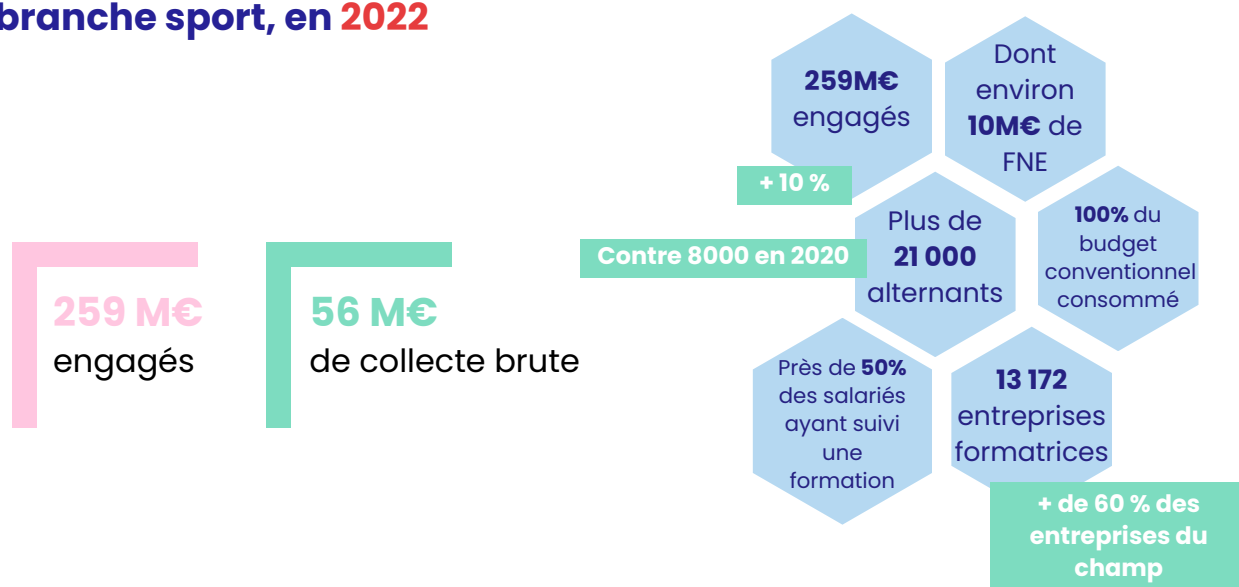 branche sport, en 2022
259 M€
engagés
56 M€
de collecte brute
259M€
engagés
+ 10 %
Dont
environ
10M€ de
FNE
Contre 8000 en 2020
Plus de
21 000
alternants
100% du
budget
conventionnel
consommé
Près de 50%
des salariés
ayant suivi
une
formation
13 172
entreprises
formatrices
+ de 60 % des
entreprises du
champ